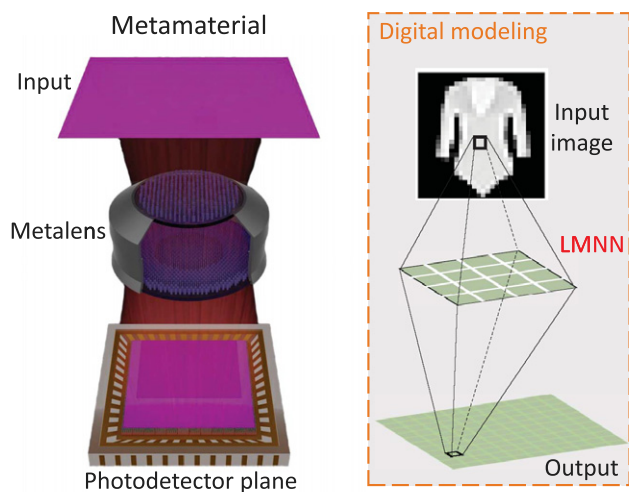 Metamaterial
Input
Metalens
Photodetector plane
Digital modeling
Input
image
LMNN
Output